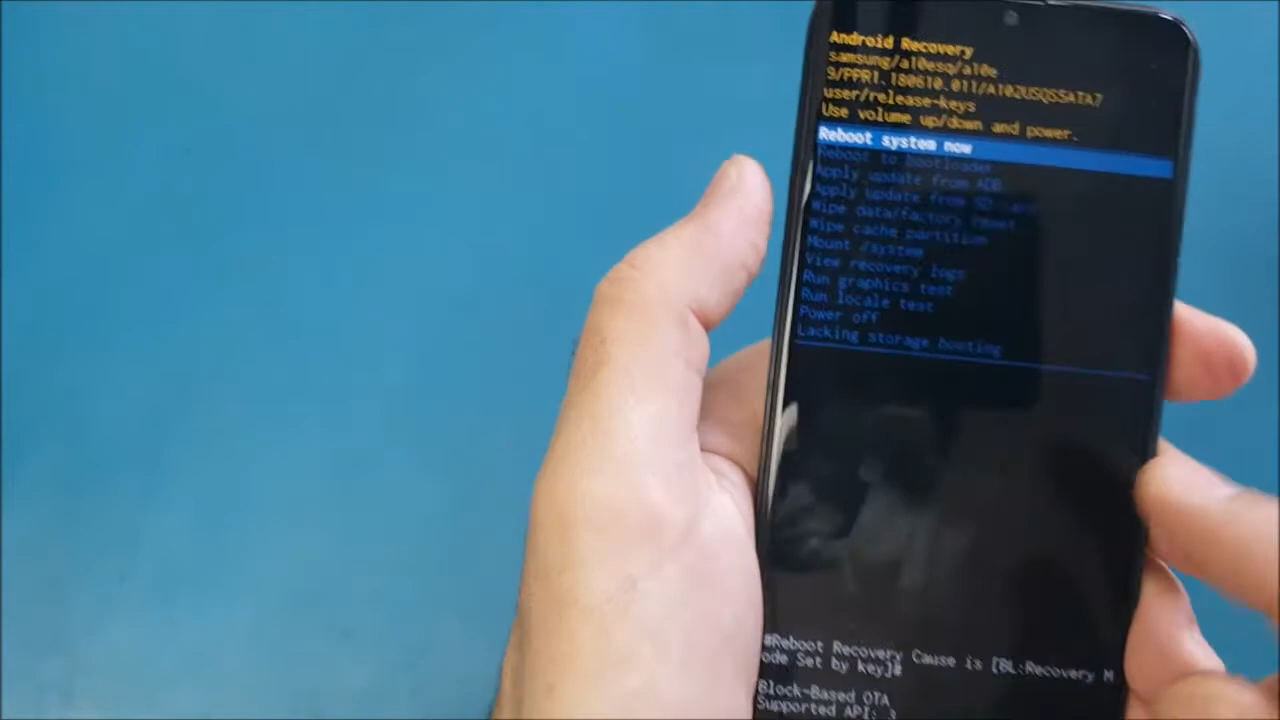 Android Recovery
samsung/a10esq/a10e
9/PPR1.180610.011/A102USQS5ATA7
user/release-keys
Use volume up/down and power.
Reboot system now
Reboot to bootloader
Apply update from ADB
Apply update from SD card
Wipe data/factory reset
Wipe cache partition
Mount /system
View recovery logs
Run graphics test
Run locale test
Power off
Lacking storage booting
#Reboot Recovery Cause is [BL:Recovery M
ode Set by key]#
Block-Based OTA
Supported API: 3